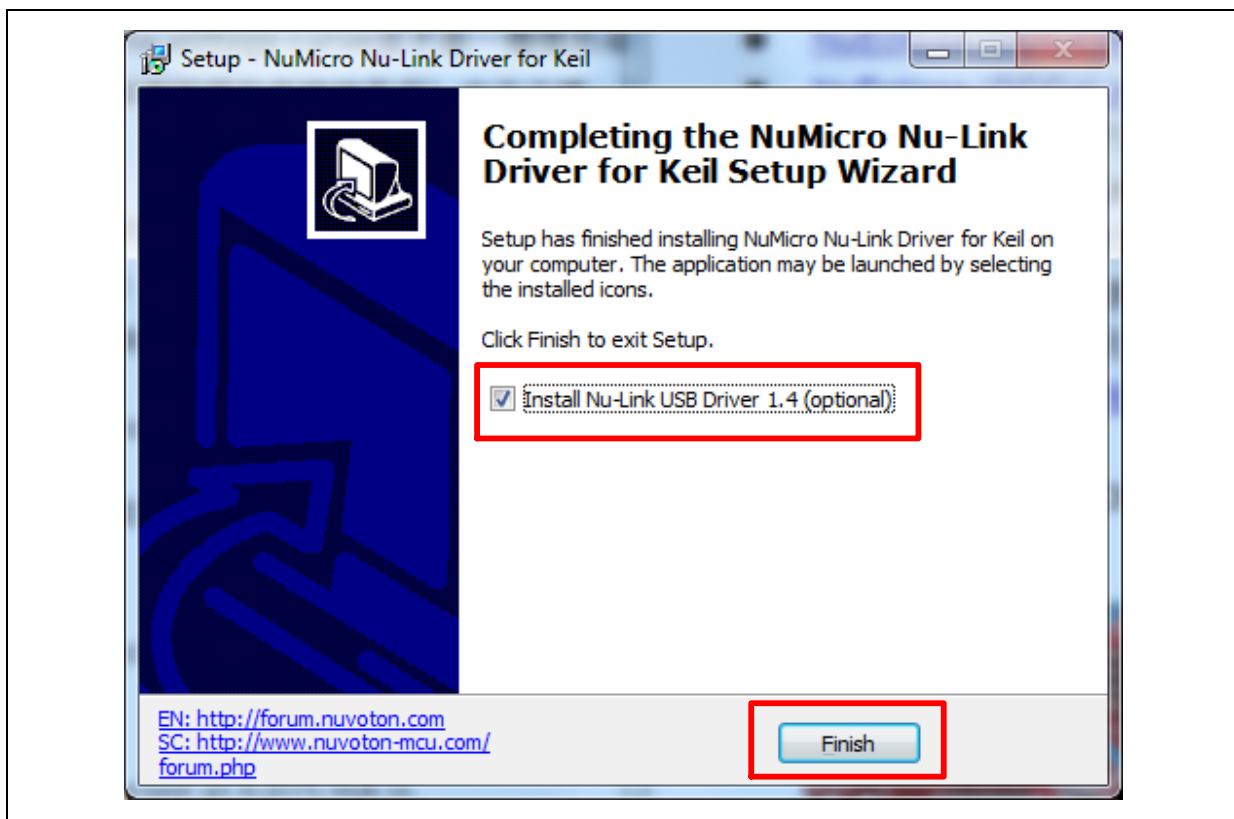 Setup - NuMicro Nu-Link Driver for Keil
Completing the NuMicro Nu-Link
Driver for Keil Setup Wizard
Setup has finished installing NuMicro Nu-Link Driver for Keil on
your computer. The application may be launched by selecting
the installed icons.
Click Finish to exit Setup.
Install Nu-Link USB Driver 1.4 (optional)
EN: http://forum.nuvoton.com
SC: http://www.nuvoton-mcu.com/
forum.php
Finish